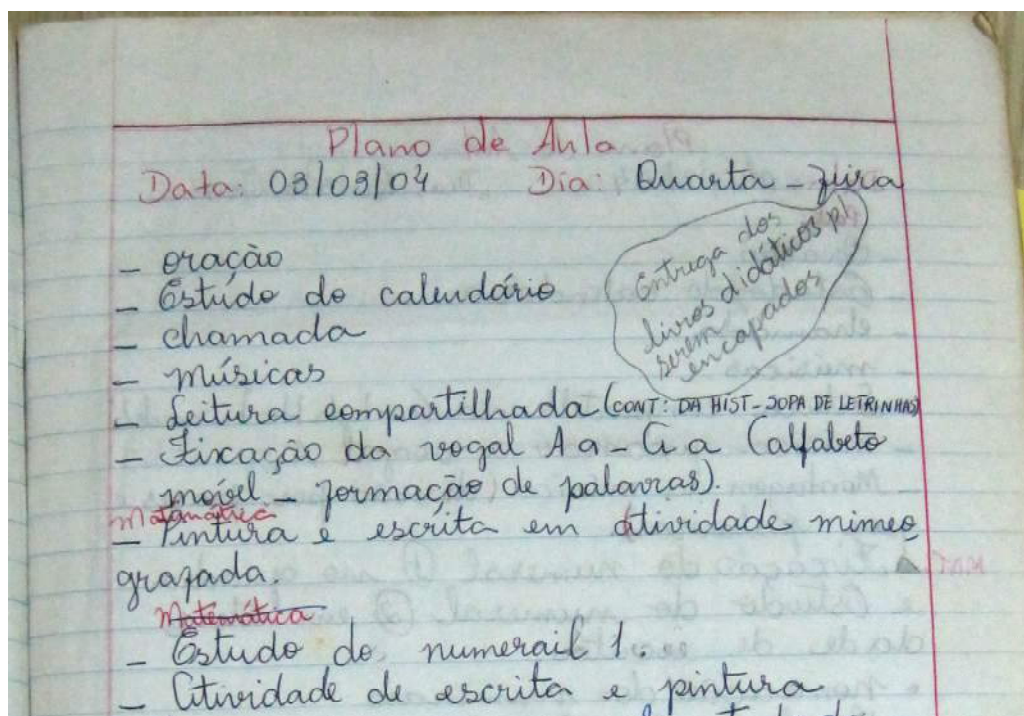 Plano de Aula
Data: 03/03/04 Dia: Quarta-feira
Entrega dos
livros didáticos p/
serem
encapados
- oração
- Estudo do calendário
- chamada
- músicas
- Leitura compartilhada (CONT: DA HIST-SOPA DE LETRINHAS)
- Fixação da vogal A a - A a (alfabeto
móvel - formação de palavras).
Matemática
- Pintura e escrita em atividade mimeo
grafada.
Matemática
- Estudo do numerail 1.
- Atividade de escrita e pintura